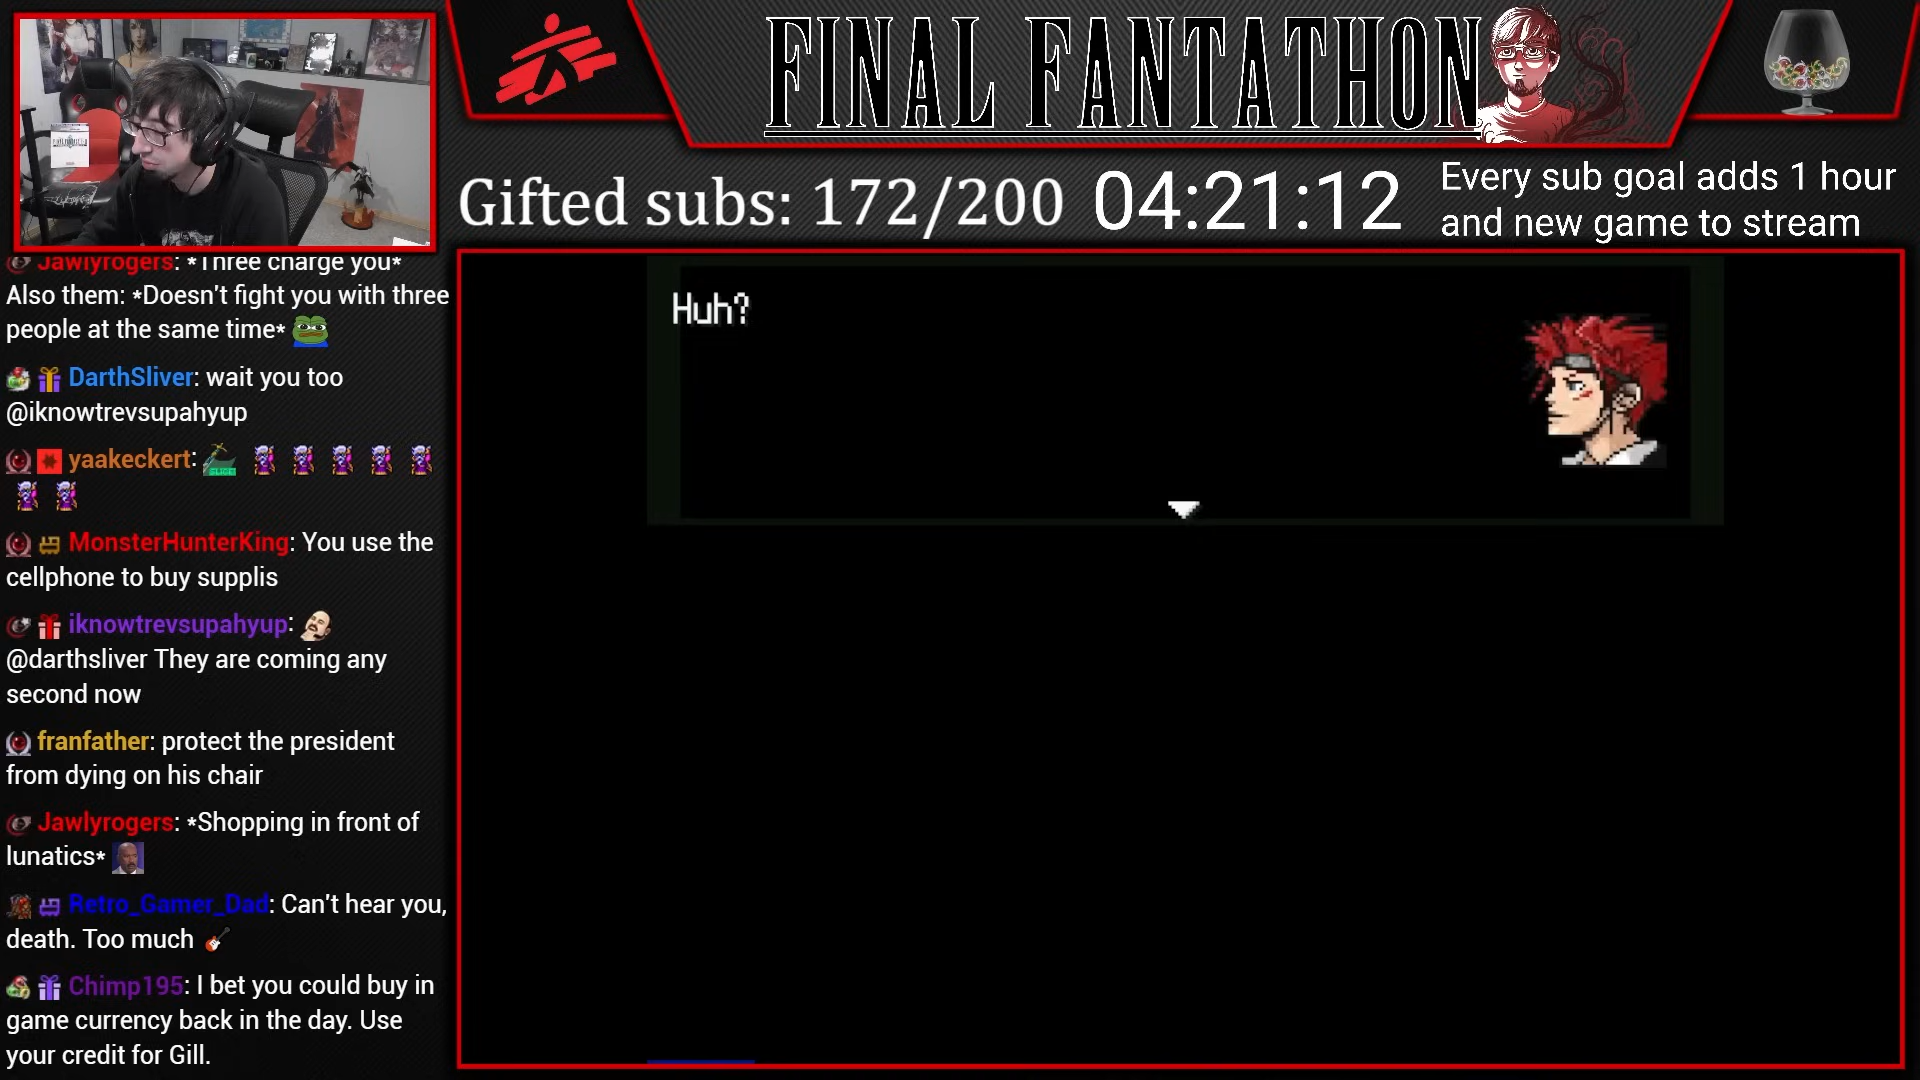 FINAL FANTATHON
Gifted subs: 172/200
04:21:12
Every sub goal adds 1 hour
and new game to stream
Jawlyrogers: *Three charge you*
Also them: *Doesn't fight you with three
people at the same time*
DarthSliver: wait you too
@iknowtrevsupahyup
yaakeckert:
MonsterHunterKing: You use the
cellphone to buy supplis
iknowtrevsupahyup:
@darthsliver They are coming any
second now
franfather: protect the president
from dying on his chair
Jawlyrogers: *Shopping in front of
lunatics*
Retro_Gamer_Dad: Can't hear you,
death. Too much
Chimp195: I bet you could buy in
game currency back in the day. Use
your credit for Gill.
Huh?